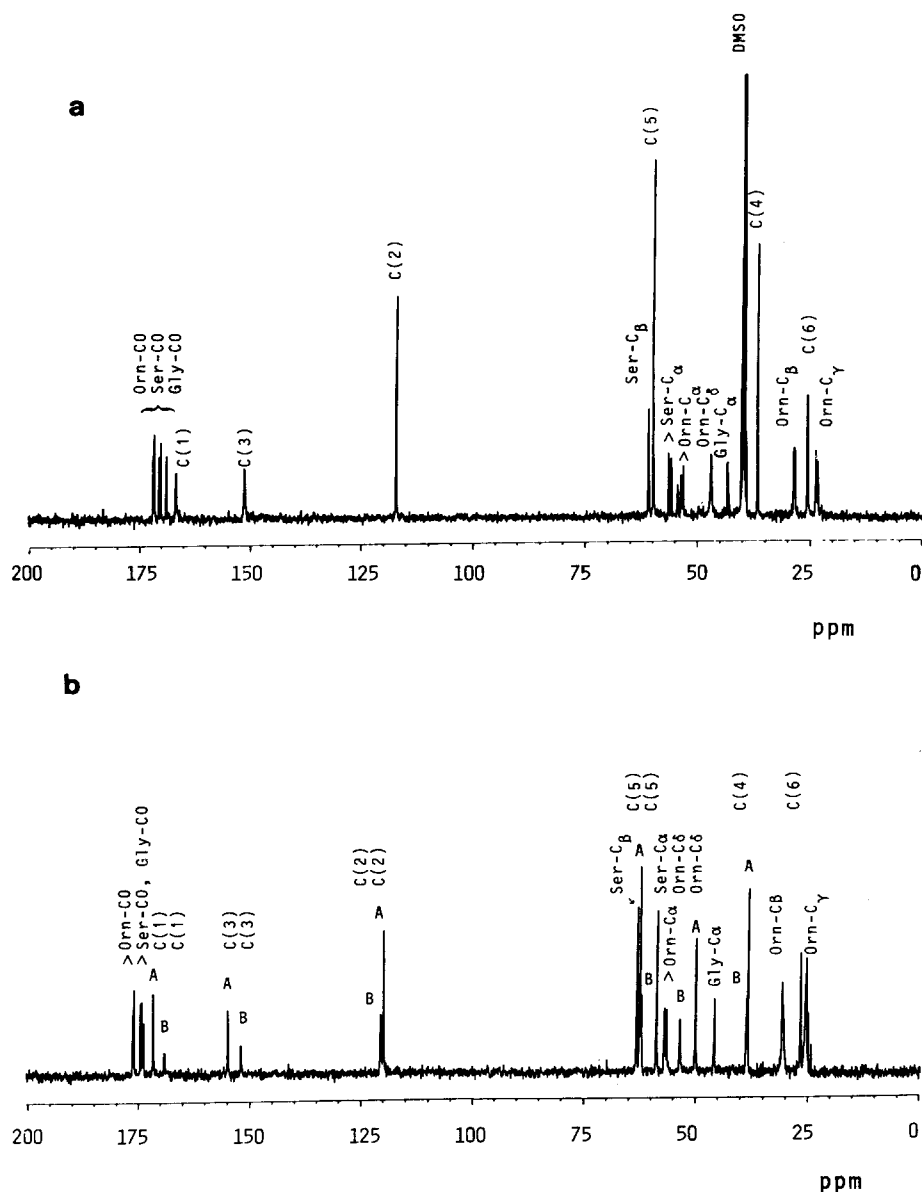 a
DMSO
C(5)
C(4)
C(2)
Orn-CO
Ser-CO
Gly-CO
C(1)
C(3)
Ser-Cβ
> Ser-Cα
> Orn-Cα
Orn-Cδ
Gly-Cα
Orn-Cβ
C(6)
Orn-Cγ
200 175 150 125 100 75 50 25 0
ppm
b
>Orn-CO
>Ser-CO, Gly-CO
C(1)
C(1)
A
B
C(3)
C(3)
A
B
C(2)
C(2)
A
B
Ser-Cβ
C(5)
C(5)
A
B
Ser-Cα
>Orn-Cα
Orn-Cδ
Orn-Cδ
B
A
Gly-Cα
C(4)
B
A
Orn-Cβ
C(6)
Orn-Cγ
200 175 150 125 100 75 50 25 0
ppm